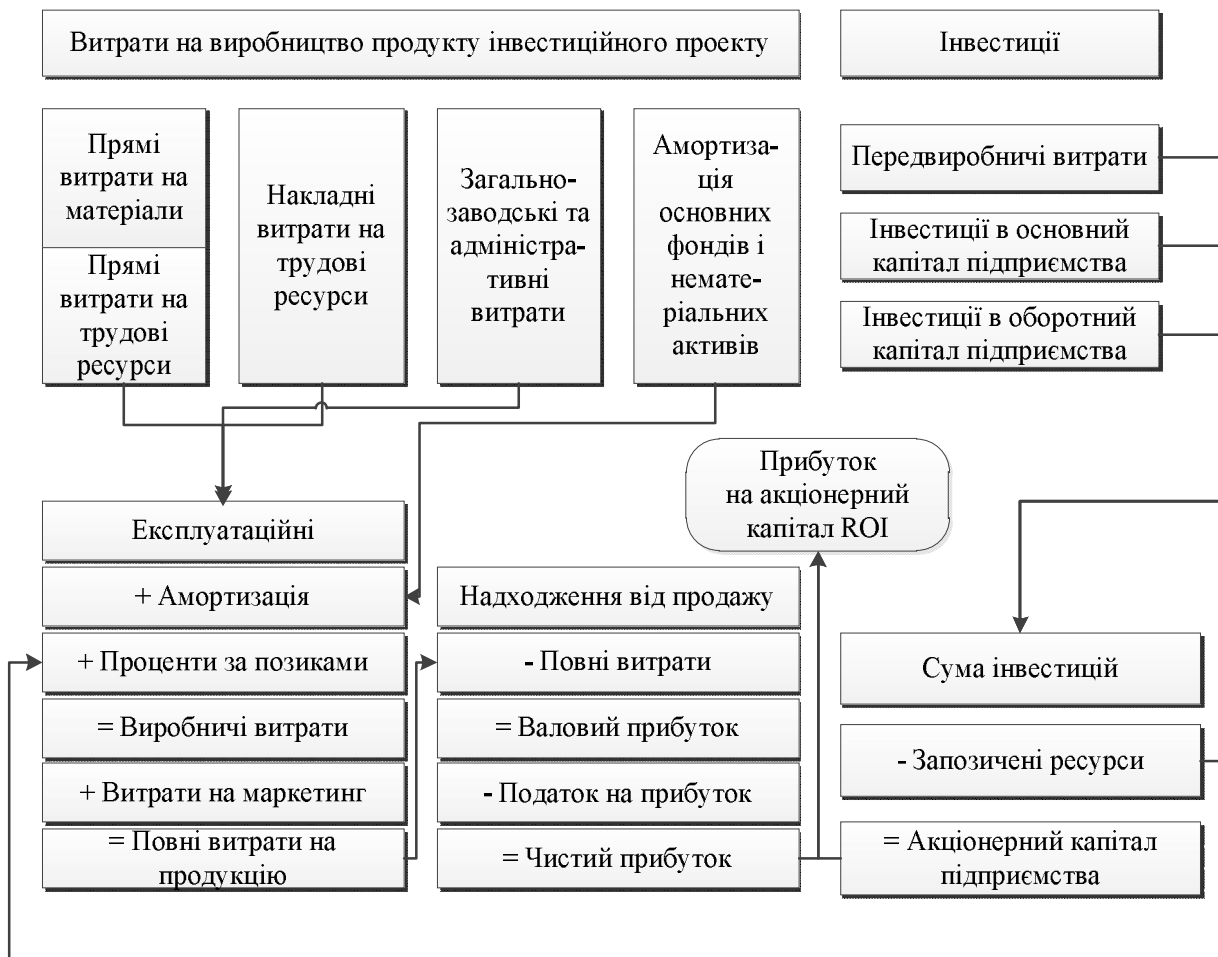 Витрати на виробництво продукту інвестиційного проекту
Інвестиції
Прямі
витрати на
матеріали
Прямі
витрати на
трудові
ресурси
Накладні
витрати на
трудові
ресурси
Загально-
заводські та
адміністра-
тивні
витрати
Амортиза-
ція
основних
фондів і
немате-
ріальних
активів
Передвиробничі витрати
Інвестиції в основний
капітал підприємства
Інвестиції в оборотний
капітал підприємства
Прибуток
на акціонерний
капітал ROI
Експлуатаційні
+ Амортизація
+ Проценти за позиками
= Виробничі витрати
+ Витрати на маркетинг
= Повні витрати на
продукцію
Надходження від продажу
- Повні витрати
= Валовий прибуток
- Податок на прибуток
= Чистий прибуток
Сума інвестицій
- Запозичені ресурси
= Акціонерний капітал
підприємства